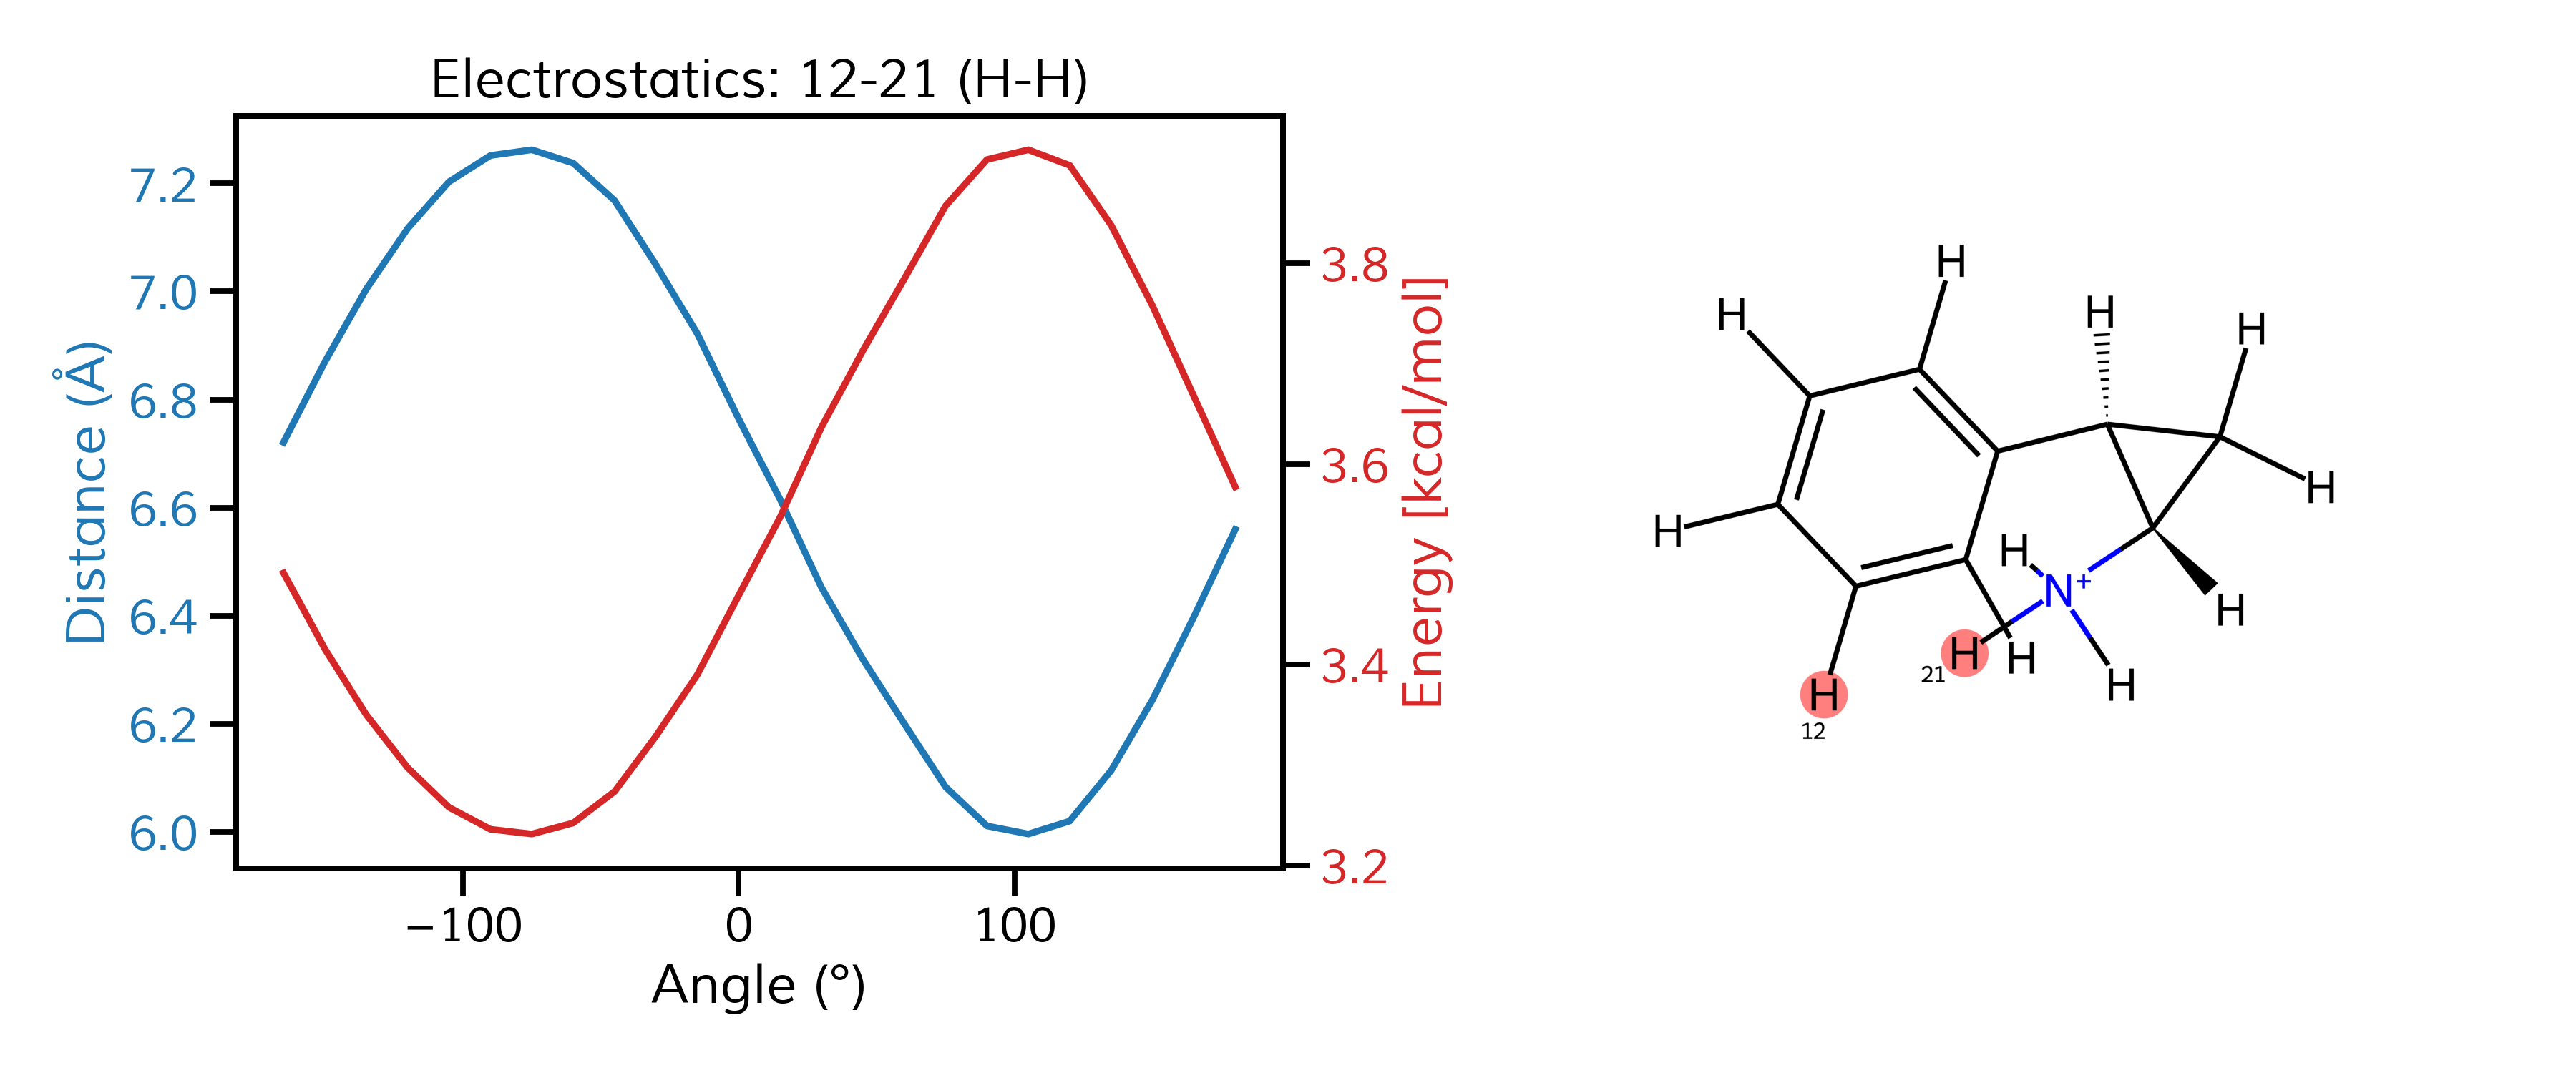 Electrostatics: 12-21 (H-H)
Distance (Å)
7.2
7.0
6.8
6.6
6.4
6.2
6.0
Energy [kcal/mol]
3.8
3.6
3.4
3.2
−100 0 100
Angle (°)
H
H
H
H
H
H
H
H
N⁺
H
H
21
H
H
H
12